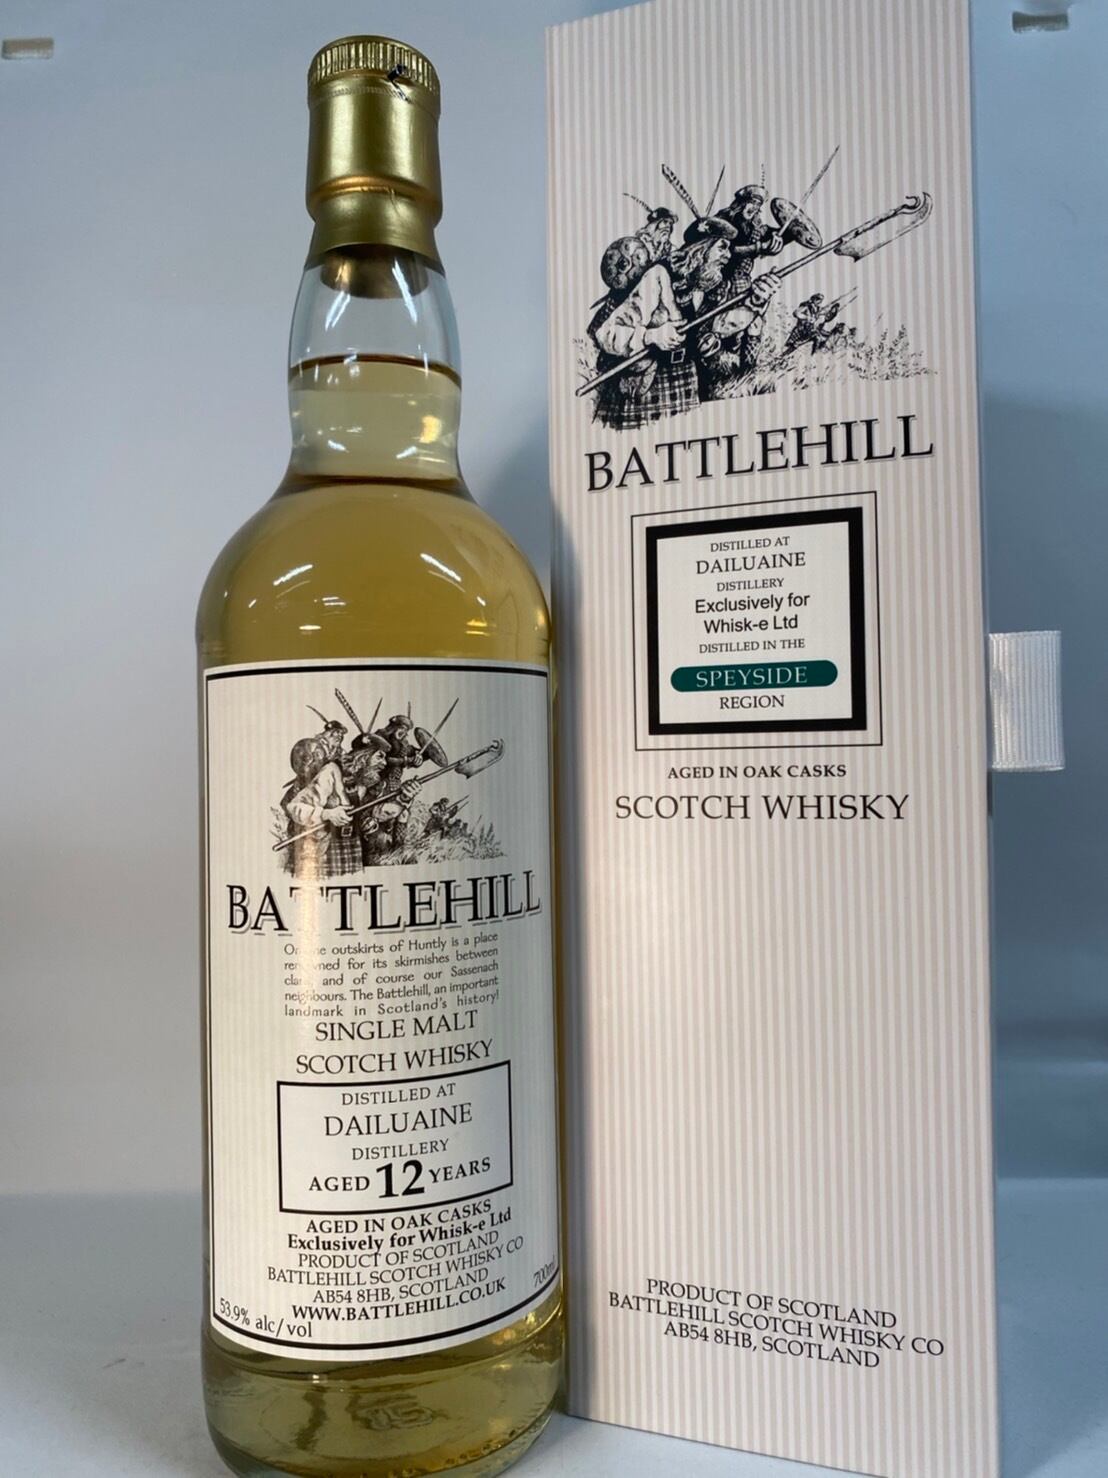 BATTLEHILL
On the outskirts of Huntly is a place
renowned for its skirmishes between
clans and of course our Sassenach
neighbours. The Battlehill, an important
landmark in Scotland's history!
SINGLE MALT
SCOTCH WHISKY
DISTILLED AT
DAILUAINE
DISTILLERY
AGED 12 YEARS
AGED IN OAK CASKS
Exclusively for Whisk-e Ltd
PRODUCT OF SCOTLAND
BATTLEHILL SCOTCH WHISKY CO
AB54 8HB, SCOTLAND
WWW.BATTLEHILL.CO.UK
53.9% alc/vol
700ml
BATTLEHILL
DISTILLED AT
DAILUAINE
DISTILLERY
Exclusively for
Whisk-e Ltd
DISTILLED IN THE
SPEYSIDE
REGION
AGED IN OAK CASKS
SCOTCH WHISKY
PRODUCT OF SCOTLAND
BATTLEHILL SCOTCH WHISKY CO
AB54 8HB, SCOTLAND